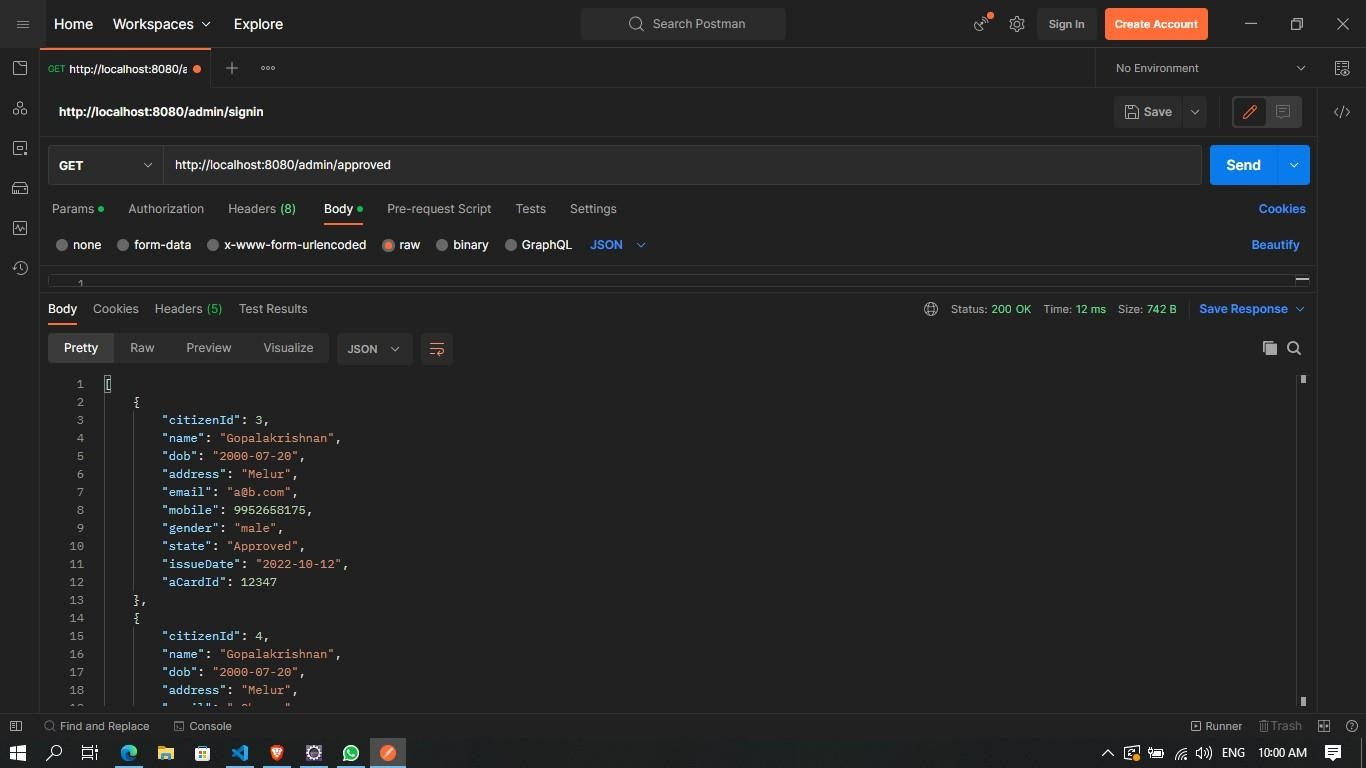 Home Workspaces Explore Search Postman Sign In Create Account
GET http://localhost:8080/a No Environment
http://localhost:8080/admin/signin Save
GET http://localhost:8080/admin/approved Send
Params Authorization Headers (8) Body Pre-request Script Tests Settings Cookies
none form-data x-www-form-urlencoded raw binary GraphQL JSON Beautify
1
Body Cookies Headers (5) Test Results Status: 200 OK Time: 12 ms Size: 742 B Save Response
Pretty Raw Preview Visualize JSON
1 [
2 {
3 "citizenId": 3,
4 "name": "Gopalakrishnan",
5 "dob": "2000-07-20",
6 "address": "Melur",
7 "email": "a@b.com",
8 "mobile": 9952658175,
9 "gender": "male",
10 "state": "Approved",
11 "issueDate": "2022-10-12",
12 "aCardId": 12347
13 },
14 {
15 "citizenId": 4,
16 "name": "Gopalakrishnan",
17 "dob": "2000-07-20",
18 "address": "Melur",
Find and Replace Console Runner Trash
ENG 10:00 AM